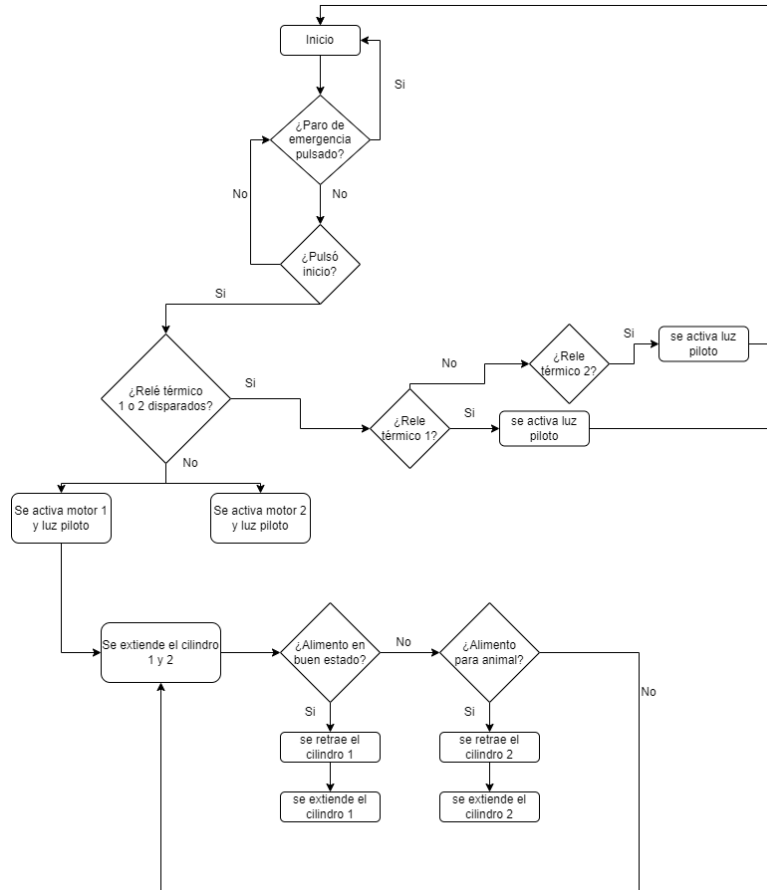 Inicio
Si
¿Paro de
emergencia
pulsado?
No
No
¿Pulsó
inicio?
Si
¿Relé térmico
1 o 2 disparados?
Si
No
¿Rele
térmico 1?
No
¿Rele
térmico 2?
Si
se activa luz
piloto
Si
se activa luz
piloto
Se activa motor 1
y luz piloto
Se activa motor 2
y luz piloto
Se extiende el cilindro
1 y 2
¿Alimento en
buen estado?
No
¿Alimento
para animal?
No
Si
Si
se retrae el
cilindro 1
se retrae el
cilindro 2
se extiende el
cilindro 1
se extiende el
cilindro 2